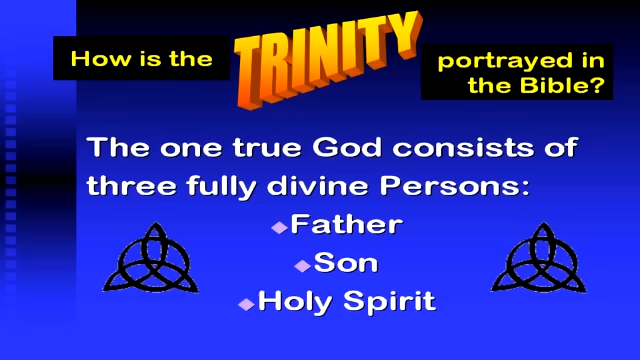 How is the TRINITY portrayed in
the Bible?
The one true God consists of
three fully divine Persons:
Father
Son
Holy Spirit